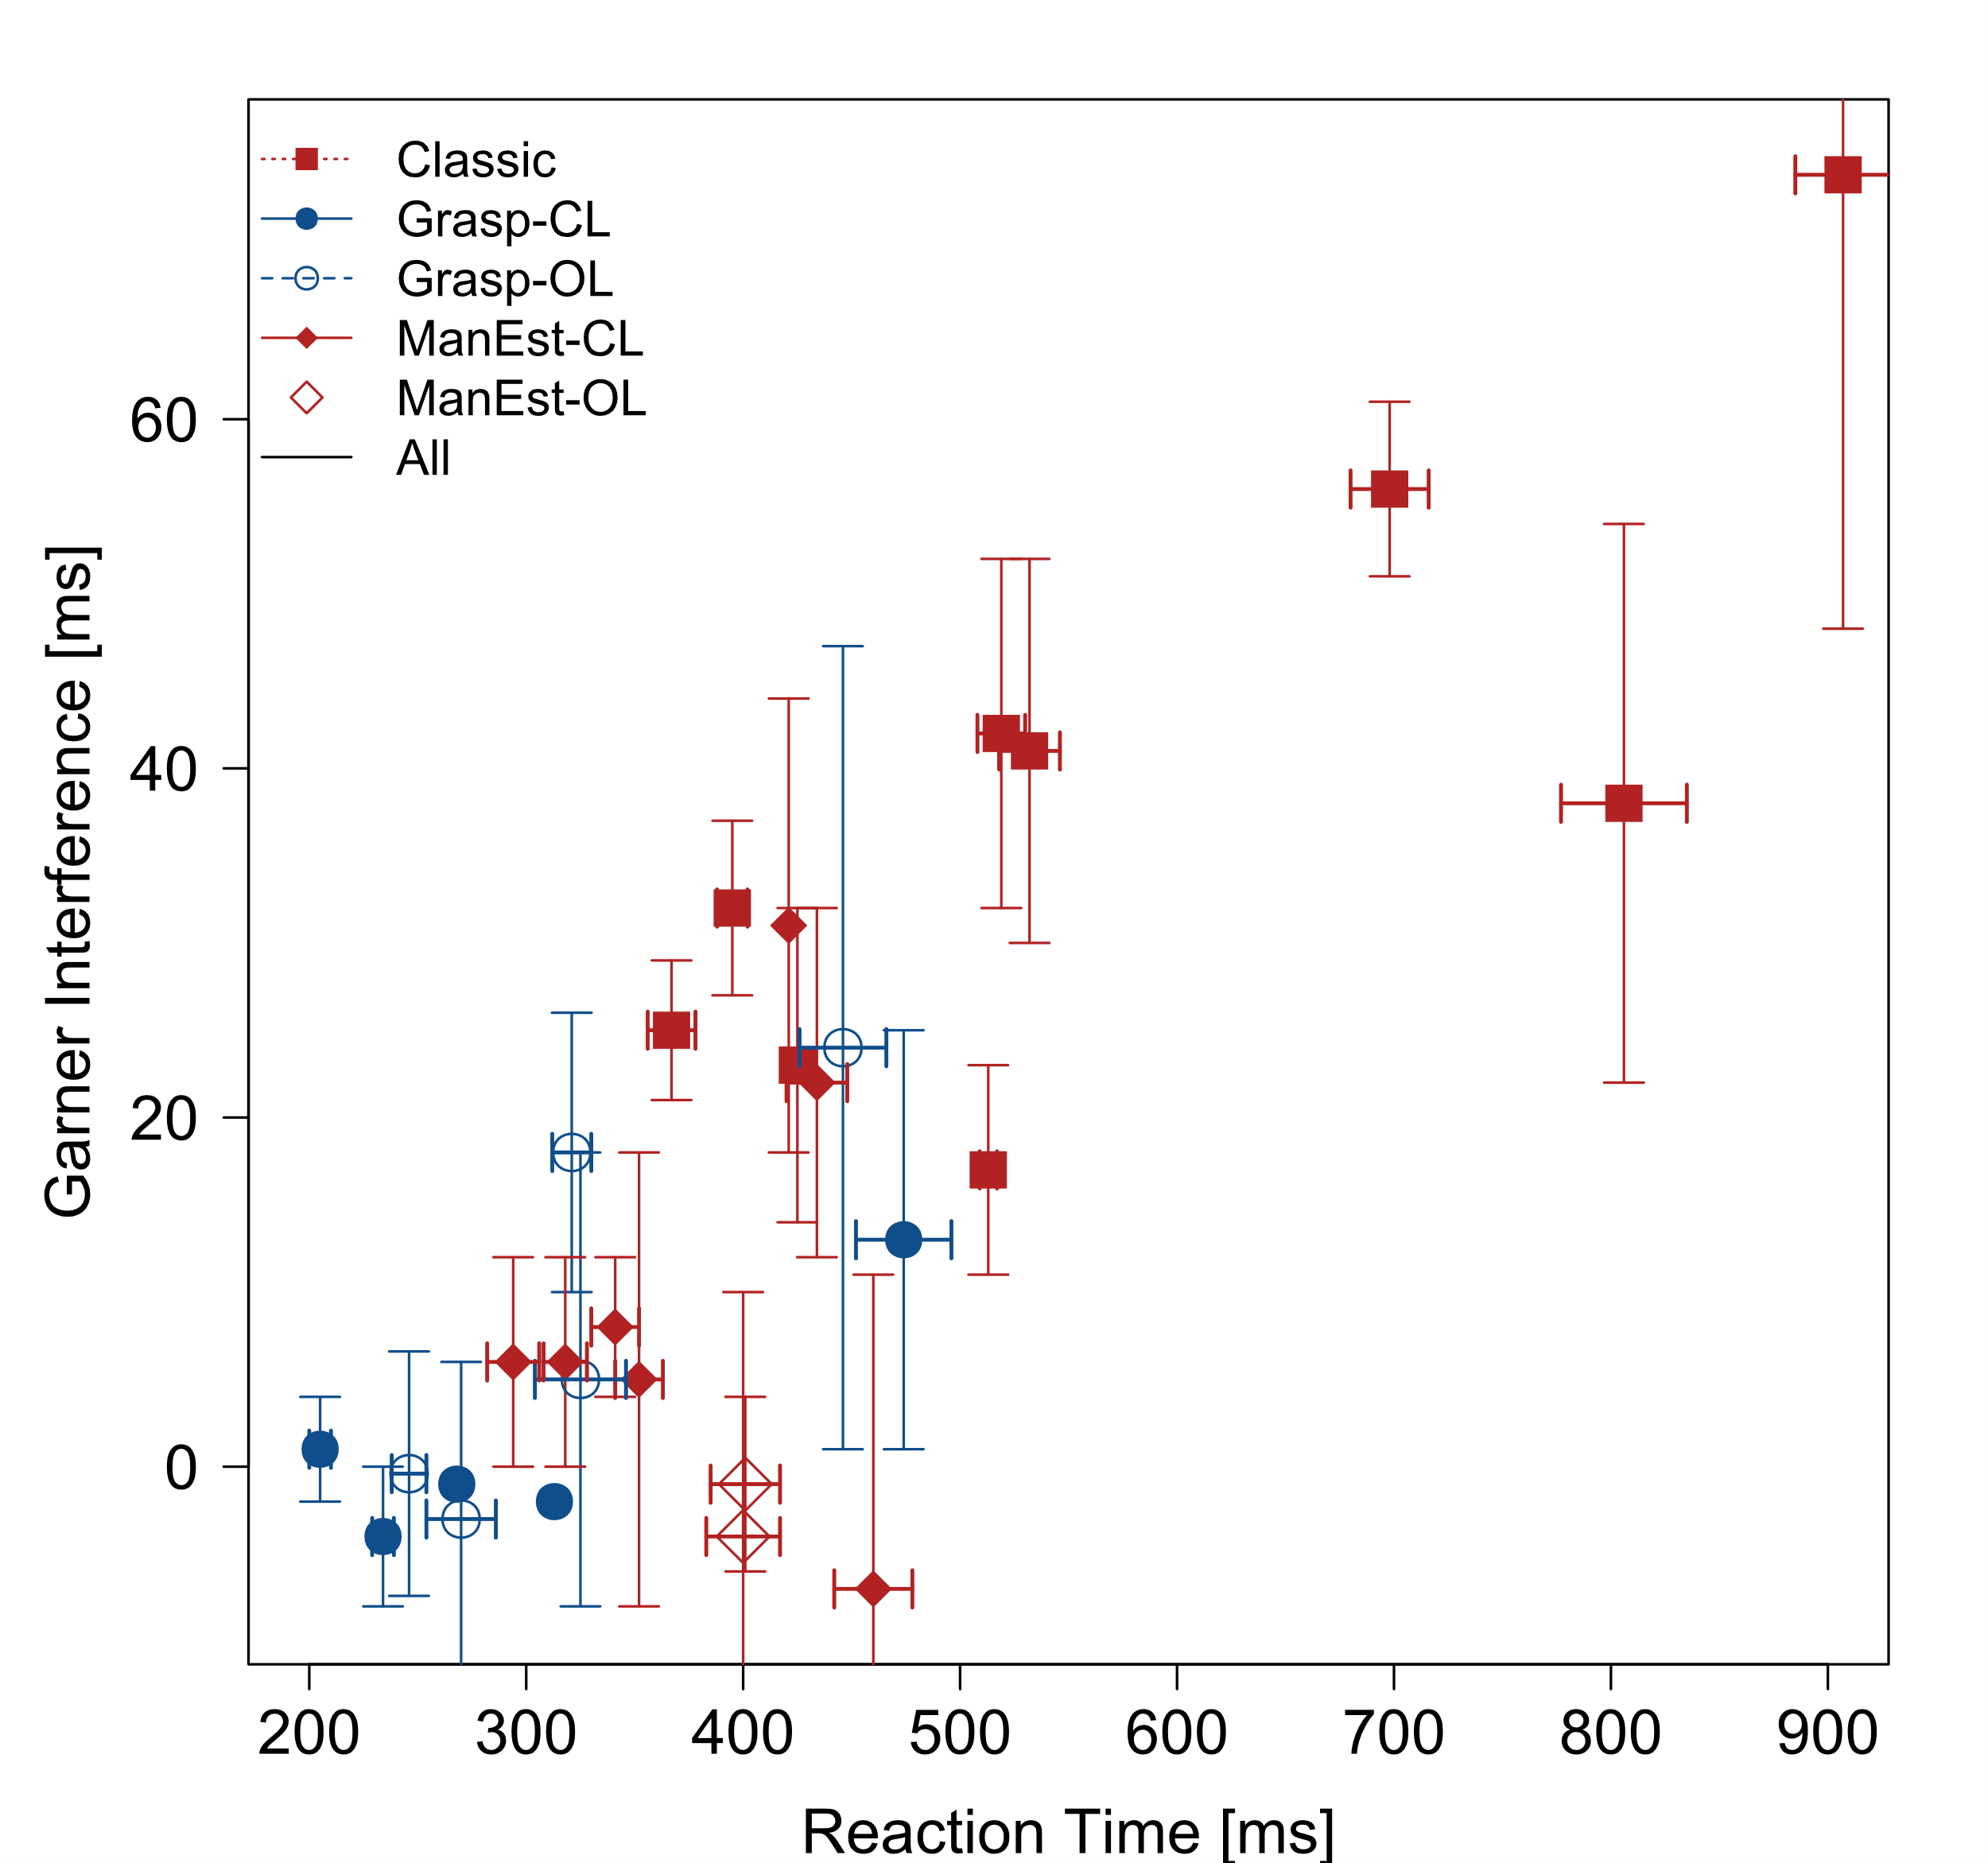 Classic
Grasp-CL
Grasp-OL
ManEst-CL
ManEst-OL
All
60
40
20
0
Garner Interference [ms]
200 300 400 500 600 700 800 900
Reaction Time [ms]